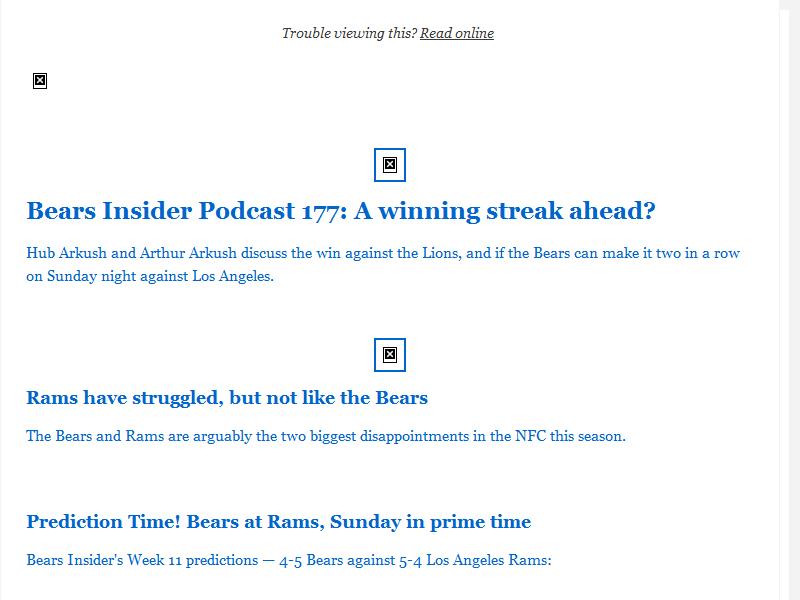 Trouble viewing this? Read online
Bears Insider Podcast 177: A winning streak ahead?
Hub Arkush and Arthur Arkush discuss the win against the Lions, and if the Bears can make it two in a row
on Sunday night against Los Angeles.
Rams have struggled, but not like the Bears
The Bears and Rams are arguably the two biggest disappointments in the NFC this season.
Prediction Time! Bears at Rams, Sunday in prime time
Bears Insider's Week 11 predictions — 4-5 Bears against 5-4 Los Angeles Rams: